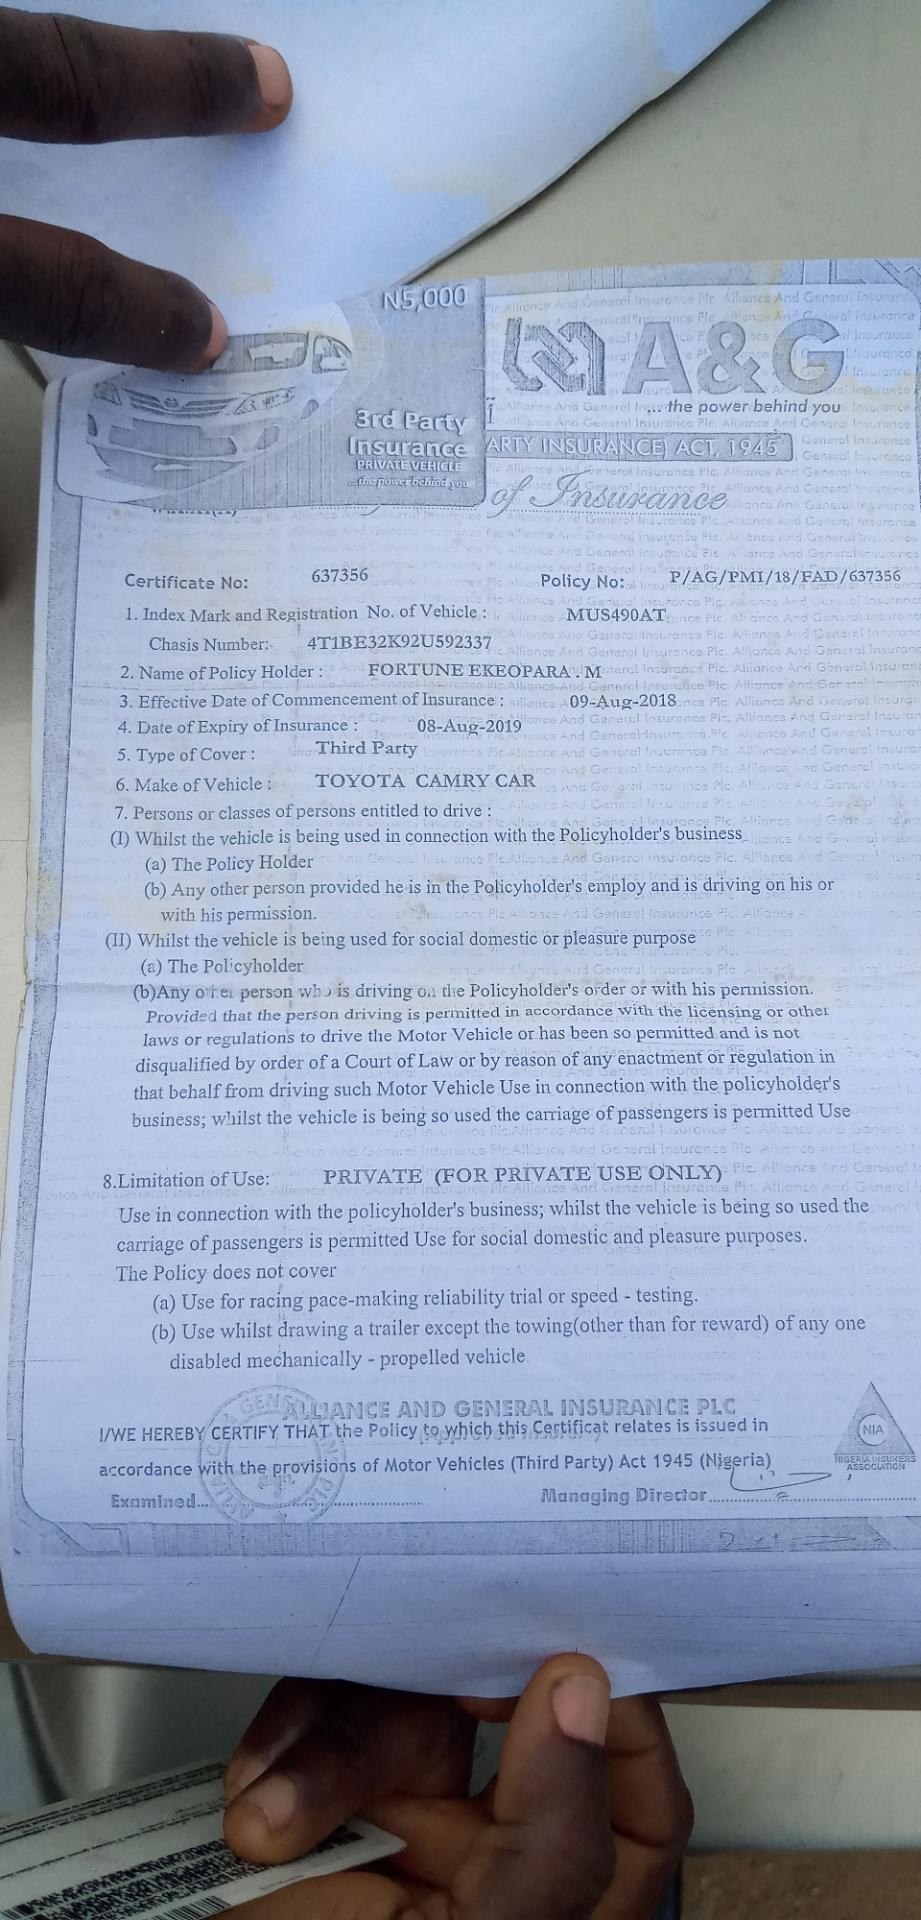 N5,000
A&G
... the power behind you
3rd Party
Insurance
PRIVATE VEHICLE
...the power behind you
ARTY INSURANCE) ACT, 1945
of Insurance
Certificate No: 637356 Policy No: P/AG/PMI/18/FAD/637356
1. Index Mark and Registration No. of Vehicle : MUS490AT
Chasis Number: 4T1BE32K92U592337
2. Name of Policy Holder : FORTUNE EKEOPARA . M
3. Effective Date of Commencement of Insurance : 09-Aug-2018
4. Date of Expiry of Insurance : 08-Aug-2019
5. Type of Cover : Third Party
6. Make of Vehicle : TOYOTA CAMRY CAR
7. Persons or classes of persons entitled to drive :
(I) Whilst the vehicle is being used in connection with the Policyholder's business
(a) The Policy Holder
(b) Any other person provided he is in the Policyholder's employ and is driving on his or
with his permission.
(II) Whilst the vehicle is being used for social domestic or pleasure purpose
(a) The Policyholder
(b)Any other person who is driving on the Policyholder's order or with his permission.
Provided that the person driving is permitted in accordance with the licensing or other
laws or regulations to drive the Motor Vehicle or has been so permitted and is not
disqualified by order of a Court of Law or by reason of any enactment or regulation in
that behalf from driving such Motor Vehicle Use in connection with the policyholder's
business; whilst the vehicle is being so used the carriage of passengers is permitted Use
8.Limitation of Use: PRIVATE (FOR PRIVATE USE ONLY)
Use in connection with the policyholder's business; whilst the vehicle is being so used the
carriage of passengers is permitted Use for social domestic and pleasure purposes.
The Policy does not cover
(a) Use for racing pace-making reliability trial or speed - testing.
(b) Use whilst drawing a trailer except the towing(other than for reward) of any one
disabled mechanically - propelled vehicle
ALLIANCE AND GENERAL INSURANCE PLC
I/WE HEREBY CERTIFY THAT the Policy to which this Certificat relates is issued in
accordance with the provisions of Motor Vehicles (Third Party) Act 1945 (Nigeria)
NIA
NIGERIA INSURERS
ASSOCIATION
Examined.... Managing Director....